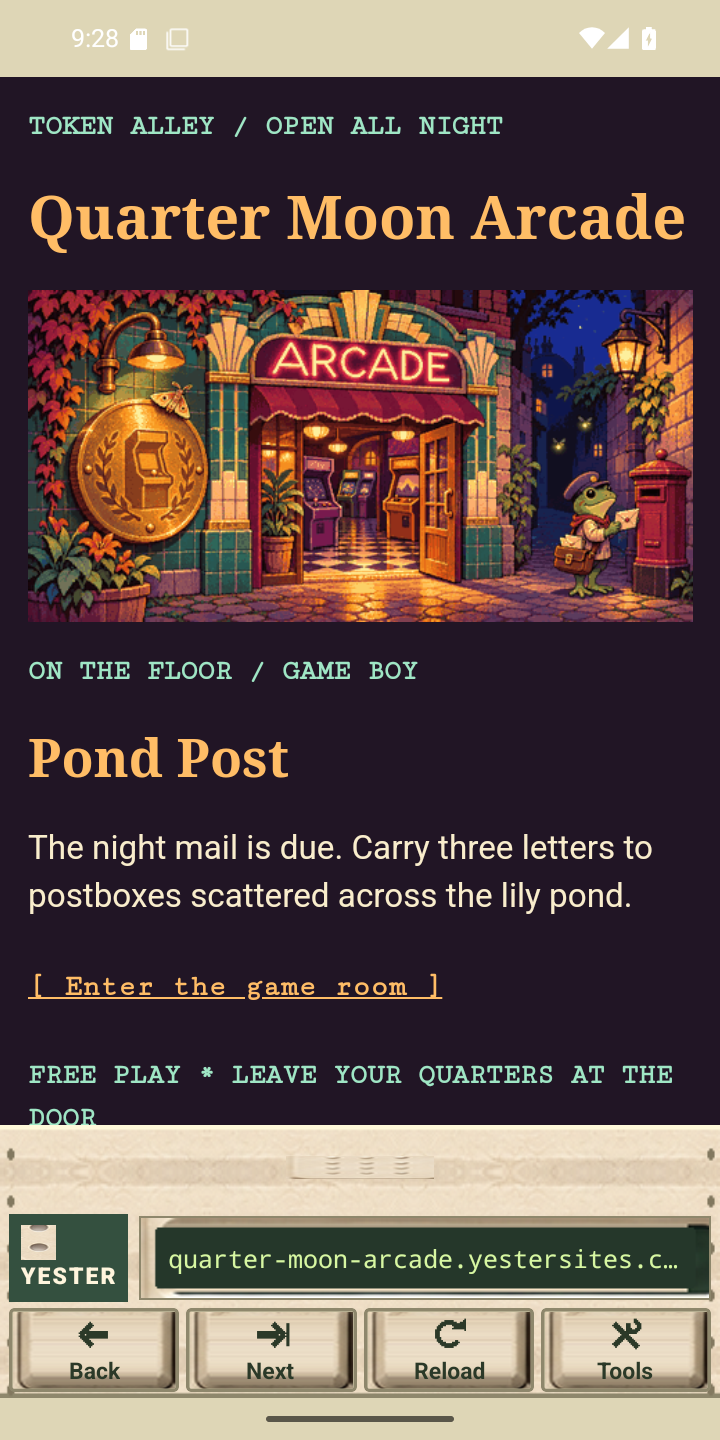 9:28
TOKEN ALLEY / OPEN ALL NIGHT
Quarter Moon Arcade
ARCADE
ON THE FLOOR / GAME BOY
Pond Post
The night mail is due. Carry three letters to
postboxes scattered across the lily pond.
[ Enter the game room ]
FREE PLAY * LEAVE YOUR QUARTERS AT THE
DOOR
YESTER
quarter-moon-arcade.yestersites.c…
Back
Next
Reload
Tools